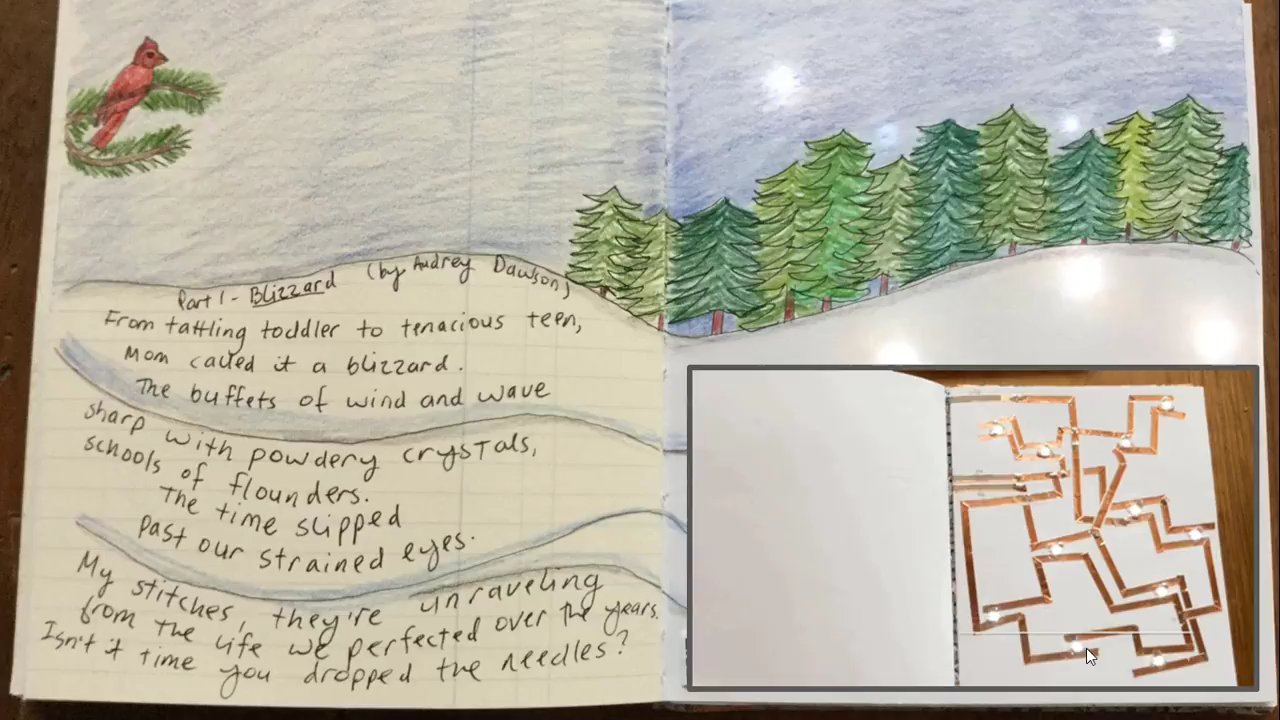 Part 1 - Blizzard (by Audrey Dawson)
From tattling toddler to tenacious teen,
Mom called it a blizzard.
The buffets of wind and wave
sharp with powdery crystals,
schools of flounders.
The time slipped
past our strained eyes.
My stitches, they're unraveling
from the life we perfected over the years.
Isn't it time you dropped the needles?